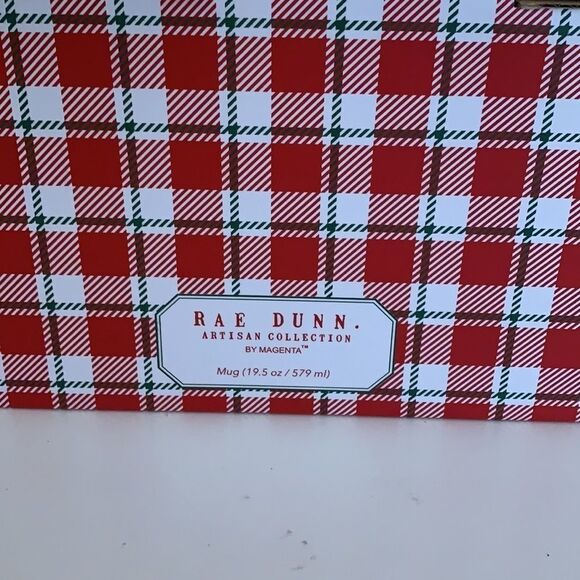 RAE DUNN.
ARTISAN COLLECTION
BY MAGENTA™
Mug (19.5 oz / 579 ml)